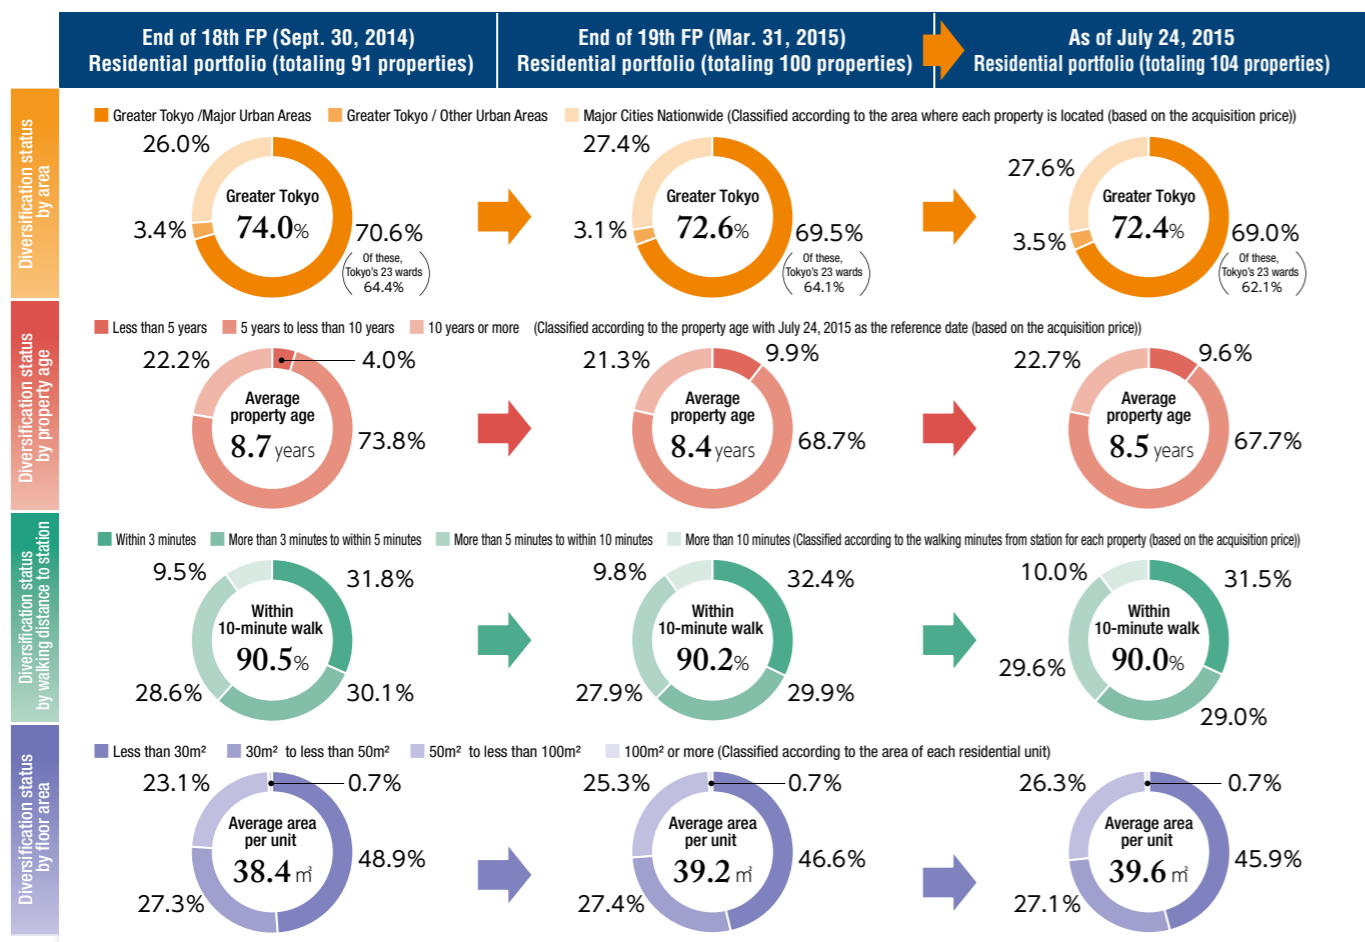 End of 18th FP (Sept. 30, 2014)
Residential portfolio (totaling 91 properties)
End of 19th FP (Mar. 31, 2015)
Residential portfolio (totaling 100 properties)
As of July 24, 2015
Residential portfolio (totaling 104 properties)
Diversification status
by area
Greater Tokyo /Major Urban Areas
Greater Tokyo / Other Urban Areas
Major Cities Nationwide (Classified according to the area where each property is located (based on the acquisition price))
26.0%
3.4%
Greater Tokyo
74.0%
70.6%
Of these,
Tokyo's 23 wards
64.4%
27.4%
3.1%
Greater Tokyo
72.6%
69.5%
Of these,
Tokyo's 23 wards
64.1%
27.6%
3.5%
Greater Tokyo
72.4%
69.0%
Of these,
Tokyo's 23 wards
62.1%
Diversification status
by property age
Less than 5 years
5 years to less than 10 years
10 years or more
(Classified according to the property age with July 24, 2015 as the reference date (based on the acquisition price))
22.2%
4.0%
Average
property age
8.7 years
73.8%
21.3%
9.9%
Average
property age
8.4 years
68.7%
22.7%
9.6%
Average
property age
8.5 years
67.7%
Diversification status
by walking distance to station
Within 3 minutes
More than 3 minutes to within 5 minutes
More than 5 minutes to within 10 minutes
More than 10 minutes (Classified according to the walking minutes from station for each property (based on the acquisition price))
9.5%
31.8%
Within
10-minute walk
90.5%
28.6%
30.1%
9.8%
32.4%
Within
10-minute walk
90.2%
27.9%
29.9%
10.0%
31.5%
Within
10-minute walk
90.0%
29.6%
29.0%
Diversification status
by floor area
Less than 30m²
30m² to less than 50m²
50m² to less than 100m²
100m² or more (Classified according to the area of each residential unit)
23.1%
0.7%
Average area
per unit
38.4㎡
48.9%
27.3%
25.3%
0.7%
Average area
per unit
39.2㎡
46.6%
27.4%
26.3%
0.7%
Average area
per unit
39.6㎡
45.9%
27.1%